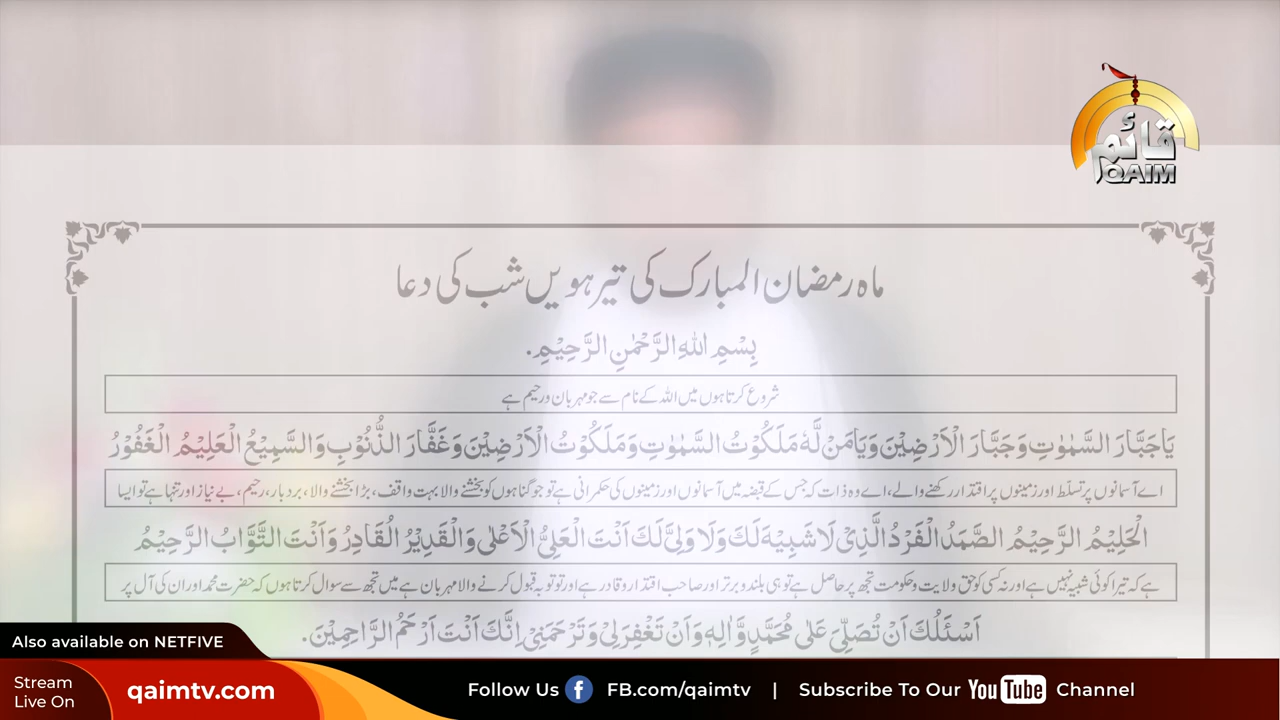 قائم
QAIM
ماہ رمضان المبارک کی تیرہویں شب کی دعا
بِسْمِ اللهِ الرَّحْمٰنِ الرَّحِيْمِ.
شروع کرتا ہوں میں اللہ کے نام سے جو مہربان و رحیم ہے
يَا جَبَّارَ السَّمٰوٰتِ وَجَبَّارَ الْاَرْضِيْنَ وَيَا مَنْ لَّهٗ مَلَكُوْتُ السَّمٰوٰتِ وَمَلَكُوْتُ الْاَرْضِيْنَ وَغَفَّارَ الذُّنُوْبِ وَالسَّمِيْعُ الْعَلِيْمُ الْغَفُوْرُ
اے آسمانوں پر تسلّط اور زمینوں پر اقتدار رکھنے والے، اے وہ ذات کہ جس کے قبضہ میں آسمانوں اور زمینوں کی حکمرانی ہے تو جو گناہوں کو بخشنے والا بہت واقف، بڑا بخشنے والا، بردبار، رحیم، بے نیاز اور تنہا ہے تو ایسا
الْحَلِيْمُ الرَّحِيْمُ الصَّمَدُ الْفَرْدُ الَّذِيْ لَا شَبِيْهَ لَكَ وَلَا وَلِيَّ لَكَ اَنْتَ الْعَلِيُّ الْاَعْلٰى وَالْقَدِيْرُ الْقَادِرُ وَاَنْتَ التَّوَّابُ الرَّحِيْمُ
ہے کہ تیرا کوئی شبیہ نہیں ہے اور نہ کسی کو حق ولایت و حکومت تجھ پر حاصل ہے تو ہی بلند و برتر اور صاحب اقتدار و قادر ہے اور تو توبہ قبول کرنے والا مہربان ہے میں تجھ سے سوال کرتا ہوں کہ حضرت محمد اور ان کی آل پر
اَسْئَلُكَ اَنْ تُصَلِّيَ عَلٰى مُحَمَّدٍ وَّاٰلِهٖ وَاَنْ تَغْفِرَ لِيْ وَتَرْحَمَنِيْ اِنَّكَ اَنْتَ اَرْحَمُ الرَّاحِمِيْنَ.
Also available on NETFIVE
Stream
Live On
qaimtv.com
Follow Us f FB.com/qaimtv | Subscribe To Our YouTube Channel